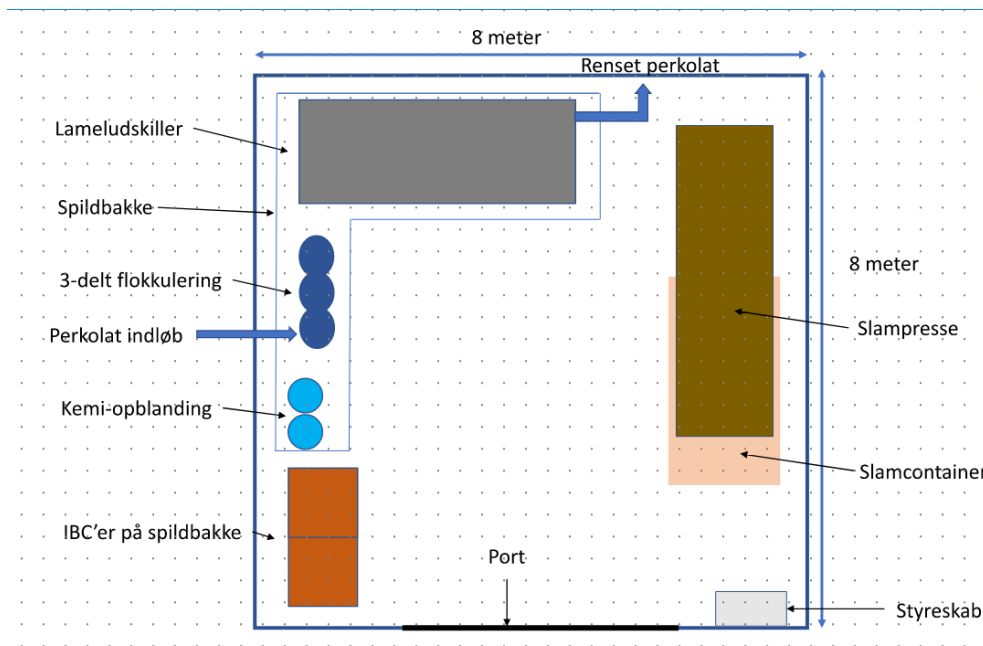 8 meter
Renset perkolat
Lameludskiller
Spildbakke
3-delt flokkulering
8 meter
Perkolat indløb
Slampresse
Kemi-opblanding
Slamcontainer
IBC'er på spildbakke
Port
Styreskab